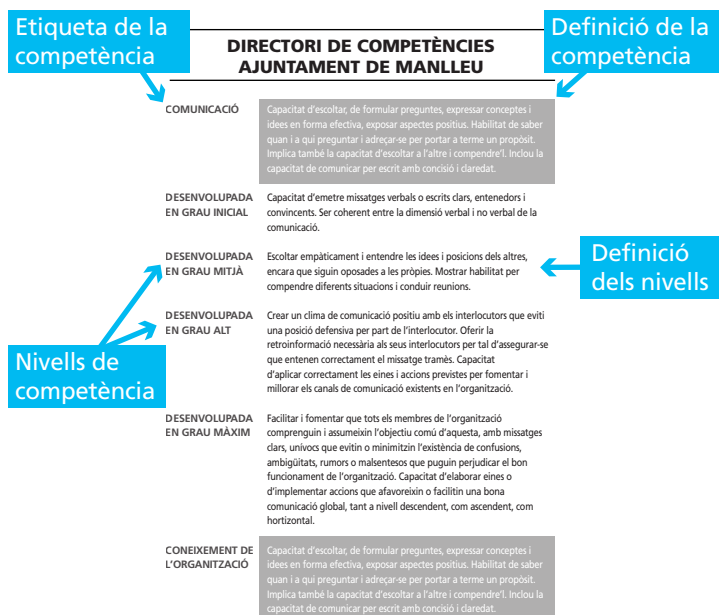 Etiqueta de la
competència
DIRECTORI DE COMPETÈNCIES
AJUNTAMENT DE MANLLEU
Definició de la
competència
COMUNICACIÓ
Capacitat d'escoltar, de formular preguntes, expressar conceptes i
idees en forma efectiva, exposar aspectes positius. Habilitat de saber
quan i a qui preguntar i adreçar-se per portar a terme un propòsit.
Implica també la capacitat d'escoltar a l'altre i compendre'l. Inclou la
capacitat de comunicar per escrit amb concisió i claredat.
DESENVOLUPADA
EN GRAU INICIAL
Capacitat d'emetre missatges verbals o escrits clars, entenedors i
convincents. Ser coherent entre la dimensió verbal i no verbal de la
comunicació.
DESENVOLUPADA
EN GRAU MITJÀ
Escoltar empàticament i entendre les idees i posicions dels altres,
encara que siguin oposades a les pròpies. Mostrar habilitat per
compendre diferents situacions i conduir reunions.
Definició
dels nivells
DESENVOLUPADA
EN GRAU ALT
Crear un clima de comunicació positiu amb els interlocutors que eviti
una posició defensiva per part de l'interlocutor. Oferir la
retroinformació necessària als seus interlocutors per tal d'assegurar-se
que entenen correctament el missatge tramès. Capacitat
d'aplicar correctament les eines i accions previstes per fomentar i
millorar els canals de comunicació existents en l'organització.
Nivells de
competència
DESENVOLUPADA
EN GRAU MÀXIM
Facilitar i fomentar que tots els membres de l'organització
comprenguin i assumeixin l'objectiu comú d'aquesta, amb missatges
clars, unívocs que evitin o minimitzin l'existència de confusions,
ambigüitats, rumors o malsentesos que puguin perjudicar el bon
funcionament de l'organització. Capacitat d'elaborar eines o
d'implementar accions que afavoreixin o facilitin una bona
comunicació global, tant a nivell descendent, com ascendent, com
horitzontal.
CONEIXEMENT DE
L'ORGANITZACIÓ
Capacitat d'escoltar, de formular preguntes, expressar conceptes i
idees en forma efectiva, exposar aspectes positius. Habilitat de saber
quan i a qui preguntar i adreçar-se per portar a terme un propòsit.
Implica també la capacitat d'escoltar a l'altre i compendre'l. Inclou la
capacitat de comunicar per escrit amb concisió i claredat.